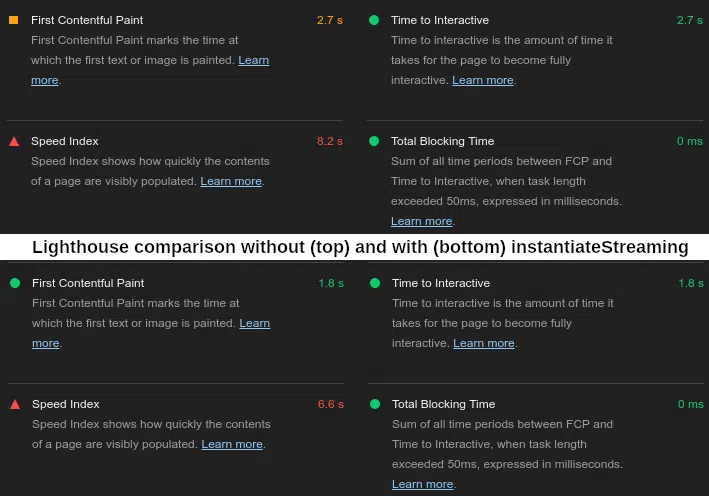 First Contentful Paint 2.7 s
First Contentful Paint marks the time at
which the first text or image is painted. Learn
more.
Time to Interactive 2.7 s
Time to interactive is the amount of time it
takes for the page to become fully
interactive. Learn more.
Speed Index 8.2 s
Speed Index shows how quickly the contents
of a page are visibly populated. Learn more.
Total Blocking Time 0 ms
Sum of all time periods between FCP and
Time to Interactive, when task length
exceeded 50ms, expressed in milliseconds.
Learn more.
Lighthouse comparison without (top) and with (bottom) instantiateStreaming
First Contentful Paint 1.8 s
First Contentful Paint marks the time at
which the first text or image is painted. Learn
more.
Time to Interactive 1.8 s
Time to interactive is the amount of time it
takes for the page to become fully
interactive. Learn more.
Speed Index 6.6 s
Speed Index shows how quickly the contents
of a page are visibly populated. Learn more.
Total Blocking Time 0 ms
Sum of all time periods between FCP and
Time to Interactive, when task length
exceeded 50ms, expressed in milliseconds.
Learn more.